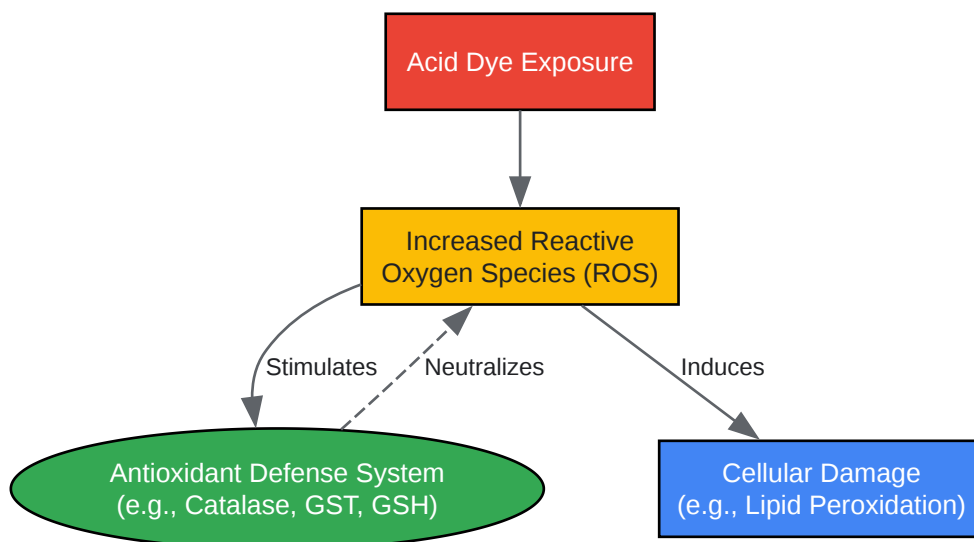 Acid Dye Exposure
Increased Reactive
Oxygen Species (ROS)
Stimulates
Neutralizes
Induces
Antioxidant Defense System
(e.g., Catalase, GST, GSH)
Cellular Damage
(e.g., Lipid Peroxidation)